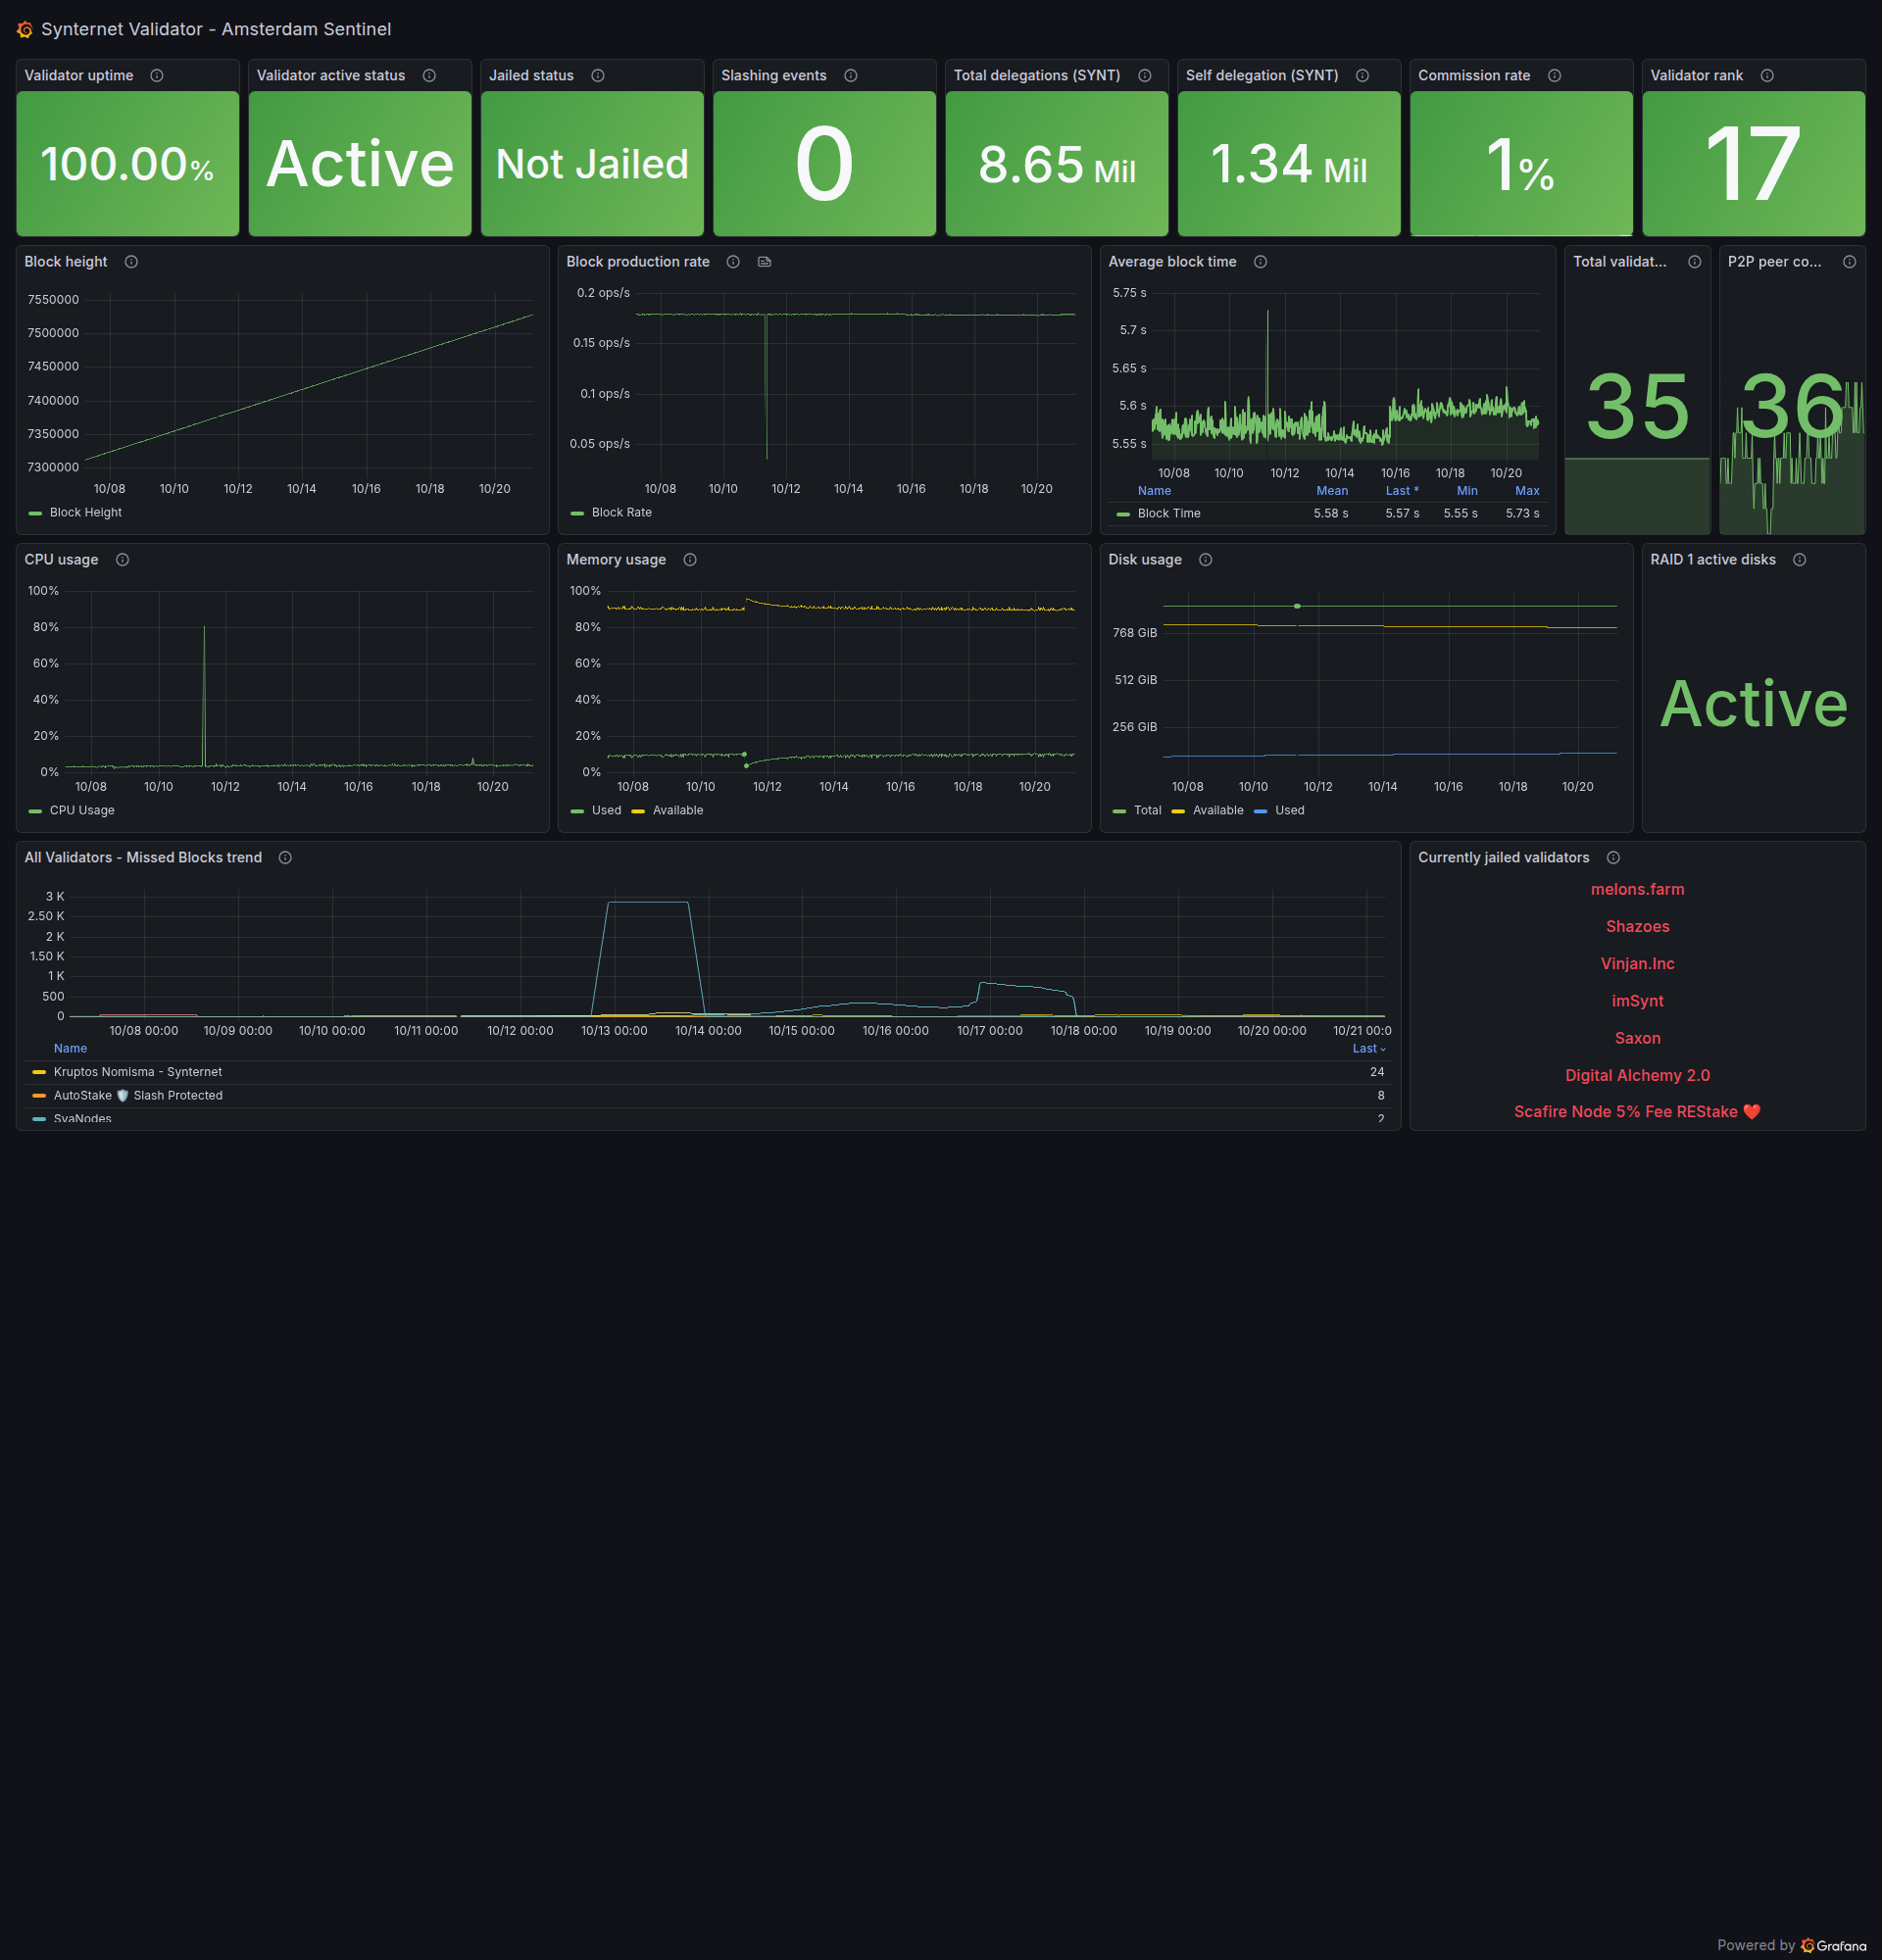 Synternet Validator - Amsterdam Sentinel
Validator uptime
100.00%
Validator active status
Active
Jailed status
Not Jailed
Slashing events
0
Total delegations (SYNT)
8.65 Mil
Self delegation (SYNT)
1.34 Mil
Commission rate
1%
Validator rank
17
Block height
7550000
7500000
7450000
7400000
7350000
7300000
10/08 10/10 10/12 10/14 10/16 10/18 10/20
Block Height
Block production rate
0.2 ops/s
0.15 ops/s
0.1 ops/s
0.05 ops/s
10/08 10/10 10/12 10/14 10/16 10/18 10/20
Block Rate
Average block time
5.75 s
5.7 s
5.65 s
5.6 s
5.55 s
10/08 10/10 10/12 10/14 10/16 10/18 10/20
Name Mean Last * Min Max
Block Time 5.58 s 5.57 s 5.55 s 5.73 s
Total validat...
35
P2P peer co...
36
CPU usage
100%
80%
60%
40%
20%
0%
10/08 10/10 10/12 10/14 10/16 10/18 10/20
CPU Usage
Memory usage
100%
80%
60%
40%
20%
0%
10/08 10/10 10/12 10/14 10/16 10/18 10/20
Used Available
Disk usage
768 GiB
512 GiB
256 GiB
10/08 10/10 10/12 10/14 10/16 10/18 10/20
Total Available Used
RAID 1 active disks
Active
All Validators - Missed Blocks trend
3 K
2.50 K
2 K
1.50 K
1 K
500
0
10/08 00:00 10/09 00:00 10/10 00:00 10/11 00:00 10/12 00:00 10/13 00:00 10/14 00:00 10/15 00:00 10/16 00:00 10/17 00:00 10/18 00:00 10/19 00:00 10/20 00:00 10/21 00:0
Name Last
Kruptos Nomisma - Synternet 24
AutoStake 🛡️ Slash Protected 8
SvaNodes 2
Currently jailed validators
melons.farm
Shazoes
Vinjan.Inc
imSynt
Saxon
Digital Alchemy 2.0
Scafire Node 5% Fee REStake ❤️
Powered by Grafana